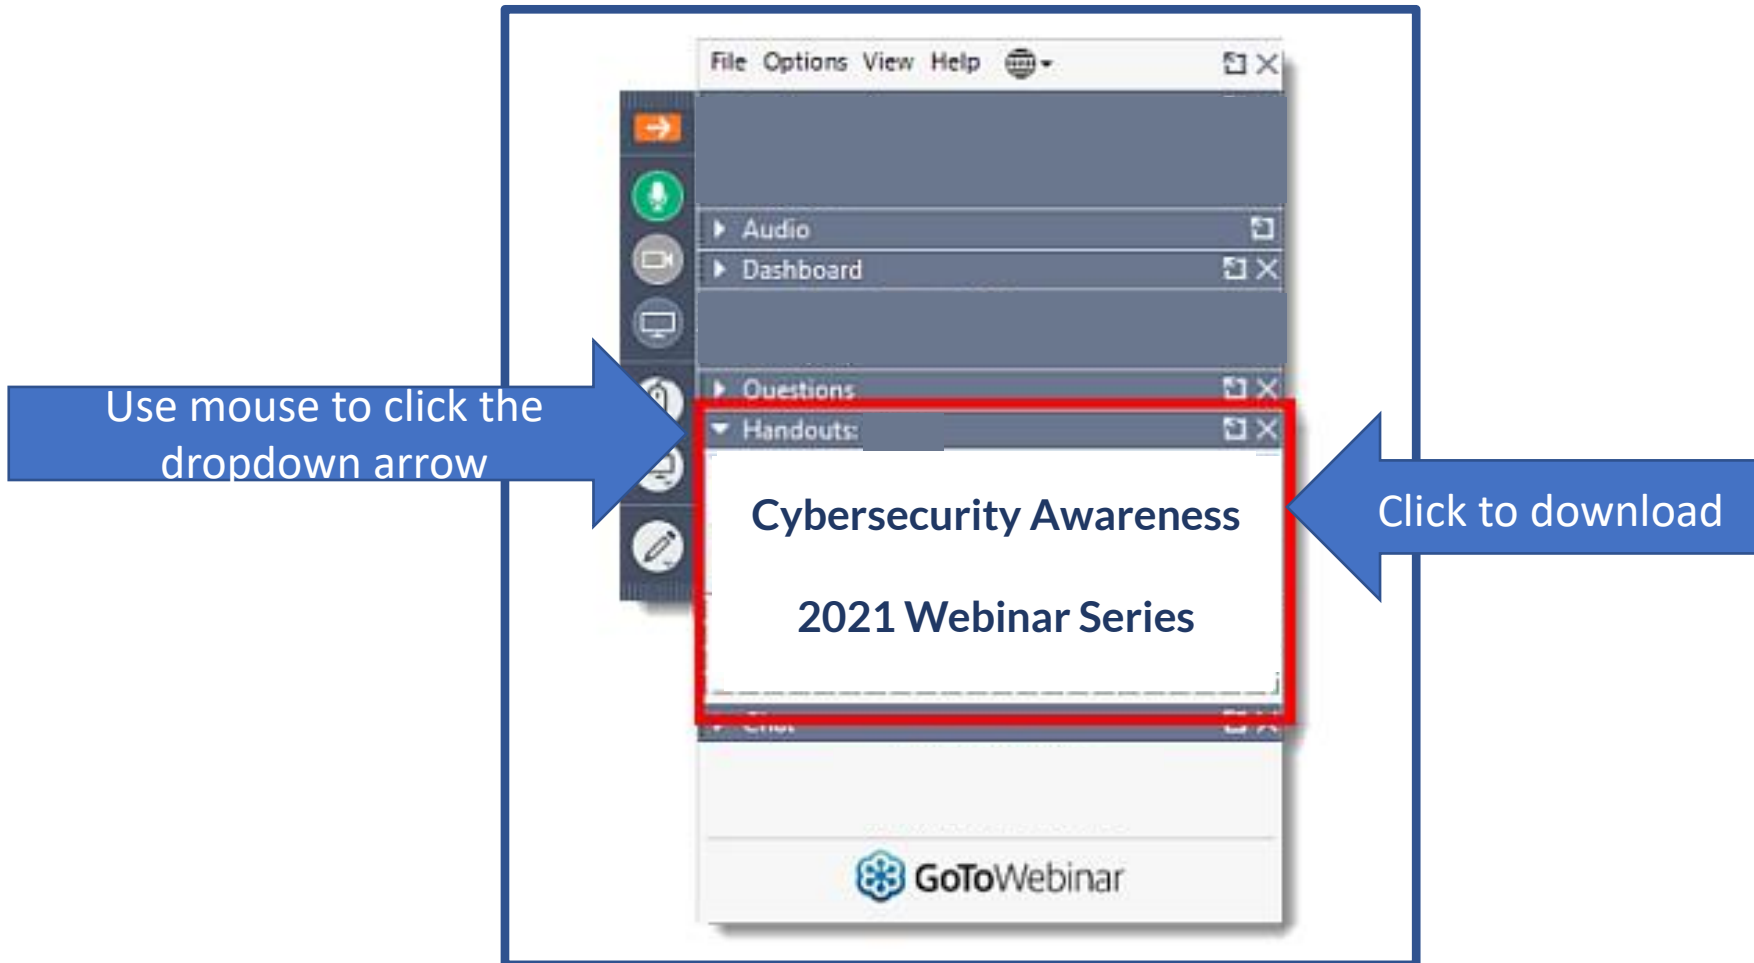 File Options View Help
Audio
Dashboard
Questions
Use mouse to click the
dropdown arrow
Handouts:
Cybersecurity Awareness
2021 Webinar Series
Click to download
Chat
GoToWebinar